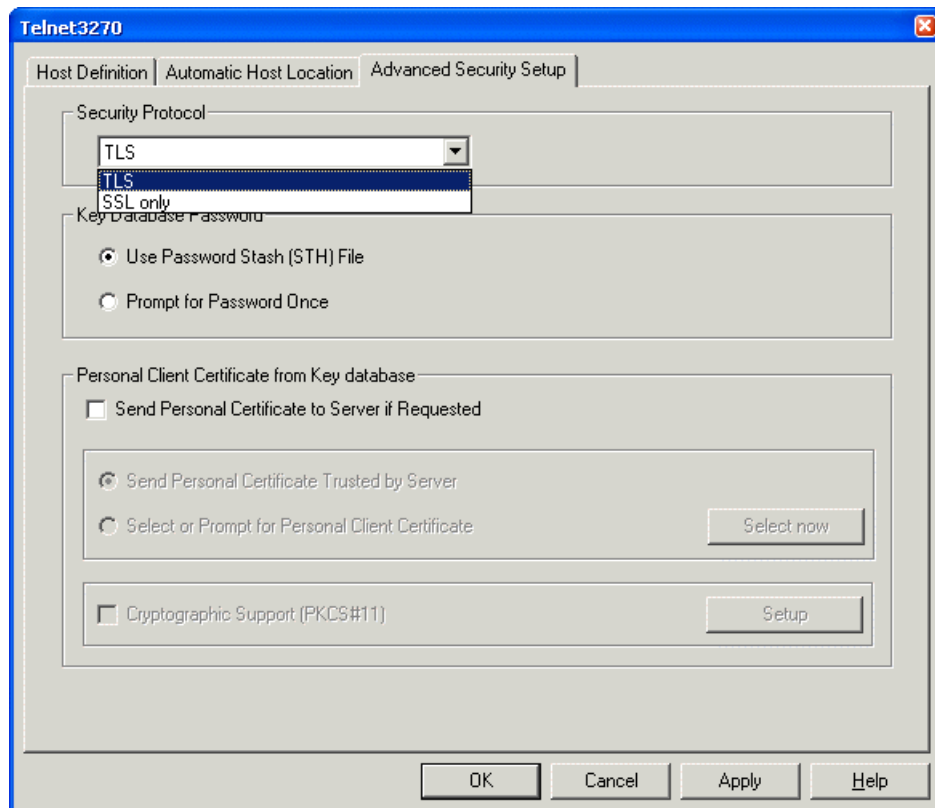 Telnet3270
Host Definition Automatic Host Location Advanced Security Setup
Security Protocol
TLS
TLS
SSL only
Key Database Password
Use Password Stash (STH) File
Prompt for Password Once
Personal Client Certificate from Key database
Send Personal Certificate to Server if Requested
Send Personal Certificate Trusted by Server
Select or Prompt for Personal Client Certificate Select now
Cryptographic Support (PKCS#11) Setup
OK Cancel Apply Help